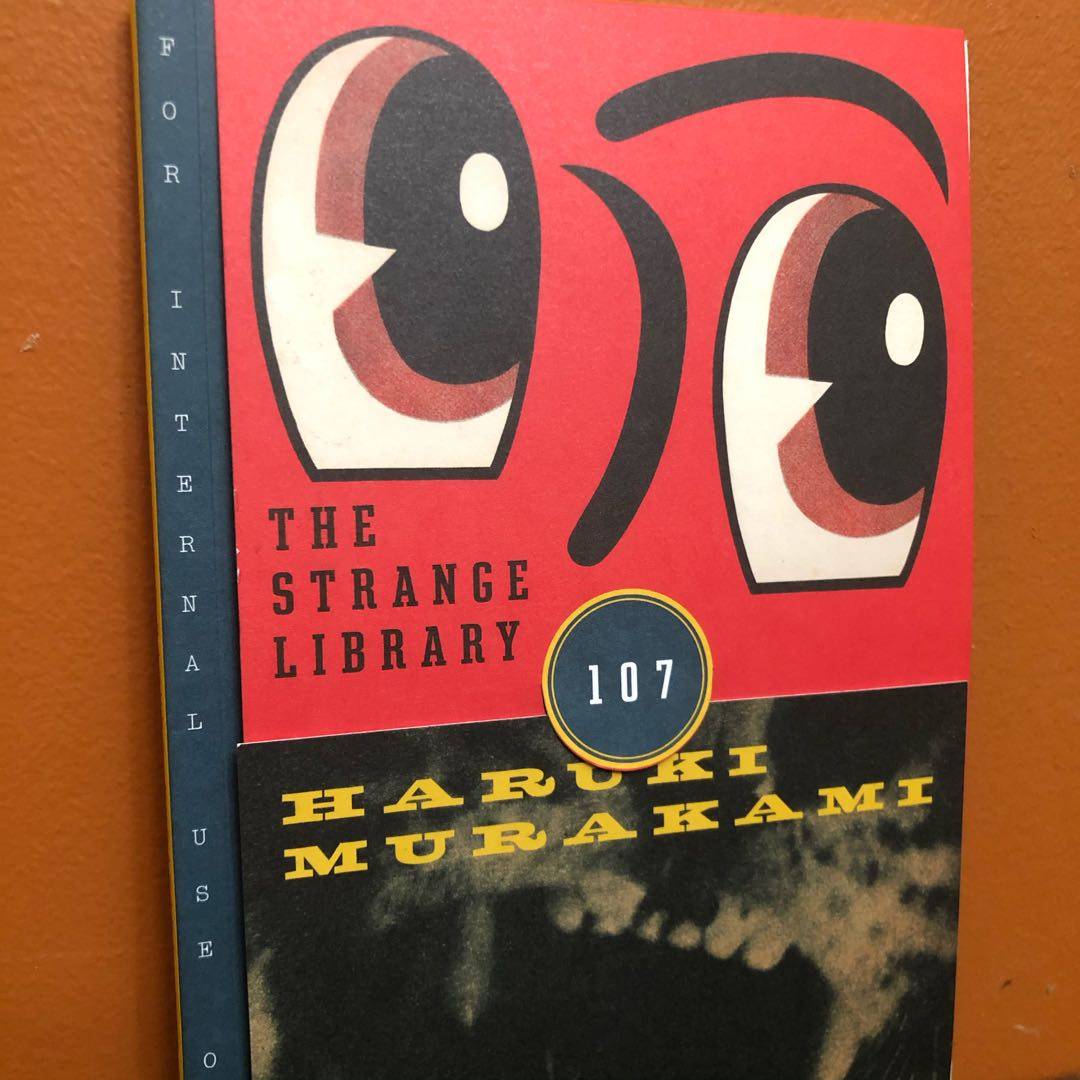 FOR INTERNAL USE O
THE
STRANGE
LIBRARY
107
HARUKI
MURAKAMI